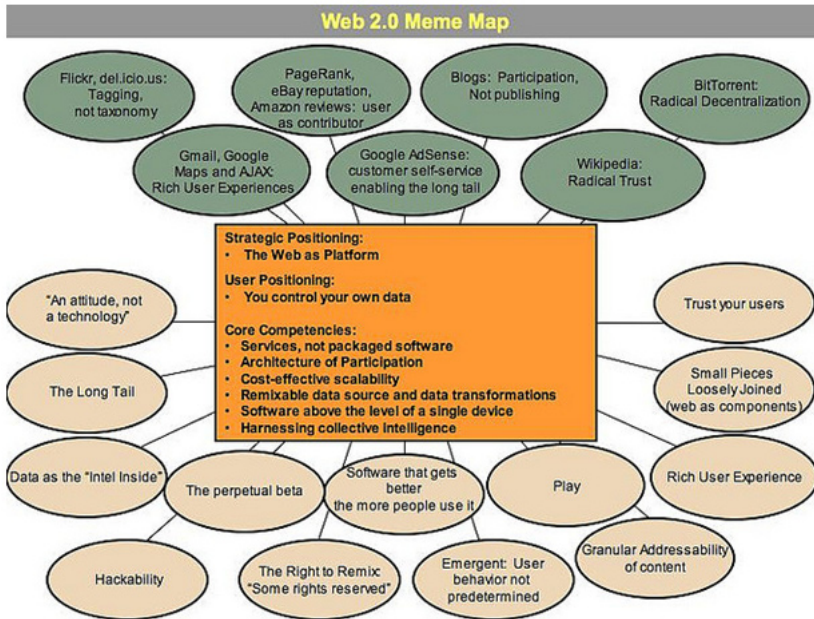 Web 2.0 Meme Map
Flickr, del.icio.us:
Tagging,
not taxonomy
PageRank,
eBay reputation,
Amazon reviews: user
as contributor
Blogs: Participation,
Not publishing
BitTorrent:
Radical Decentralization
Gmail, Google
Maps and AJAX:
Rich User Experiences
Google AdSense:
customer self-service
enabling the long tail
Wikipedia:
Radical Trust
Strategic Positioning:
• The Web as Platform
User Positioning:
• You control your own data
Core Competencies:
• Services, not packaged software
• Architecture of Participation
• Cost-effective scalability
• Remixable data source and data transformations
• Software above the level of a single device
• Harnessing collective intelligence
"An attitude, not
a technology"
Trust your users
The Long Tail
Small Pieces
Loosely Joined
(web as components)
Data as the "Intel Inside"
The perpetual beta
Software that gets
better
the more people use it
Play
Rich User Experience
Hackability
The Right to Remix:
"Some rights reserved"
Emergent: User
behavior not
predetermined
Granular Addressability
of content